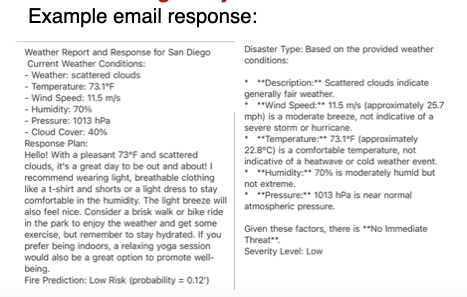 Example email response:
Weather Report and Response for San Diego
Current Weather Conditions:
- Weather: scattered clouds
- Temperature: 73.1°F
- Wind Speed: 11.5 m/s
- Humidity: 70%
- Pressure: 1013 hPa
- Cloud Cover: 40%
Response Plan:
Hello! With a pleasant 73°F and scattered
clouds, it's a great day to be out and about! I
recommend wearing light, breathable clothing
like a t-shirt and shorts or a light dress to stay
comfortable in the humidity. The light breeze will
also feel nice. Consider a brisk walk or bike ride
in the park to enjoy the weather and get some
exercise, but remember to stay hydrated. If you
prefer being indoors, a relaxing yoga session
would also be a great option to promote well-
being.
Fire Prediction: Low Risk (probability = 0.12')
Disaster Type: Based on the provided weather
conditions:
* **Description:** Scattered clouds indicate
generally fair weather.
* **Wind Speed:** 11.5 m/s (approximately 25.7
mph) is a moderate breeze, not indicative of a
severe storm or hurricane.
* **Temperature:** 73.1°F (approximately
22.8°C) is a comfortable temperature, not
indicative of a heatwave or cold weather event.
* **Humidity:** 70% is moderately humid but
not extreme.
* **Pressure:** 1013 hPa is near normal
atmospheric pressure.
Given these factors, there is **No Immediate
Threat**.
Severity Level: Low